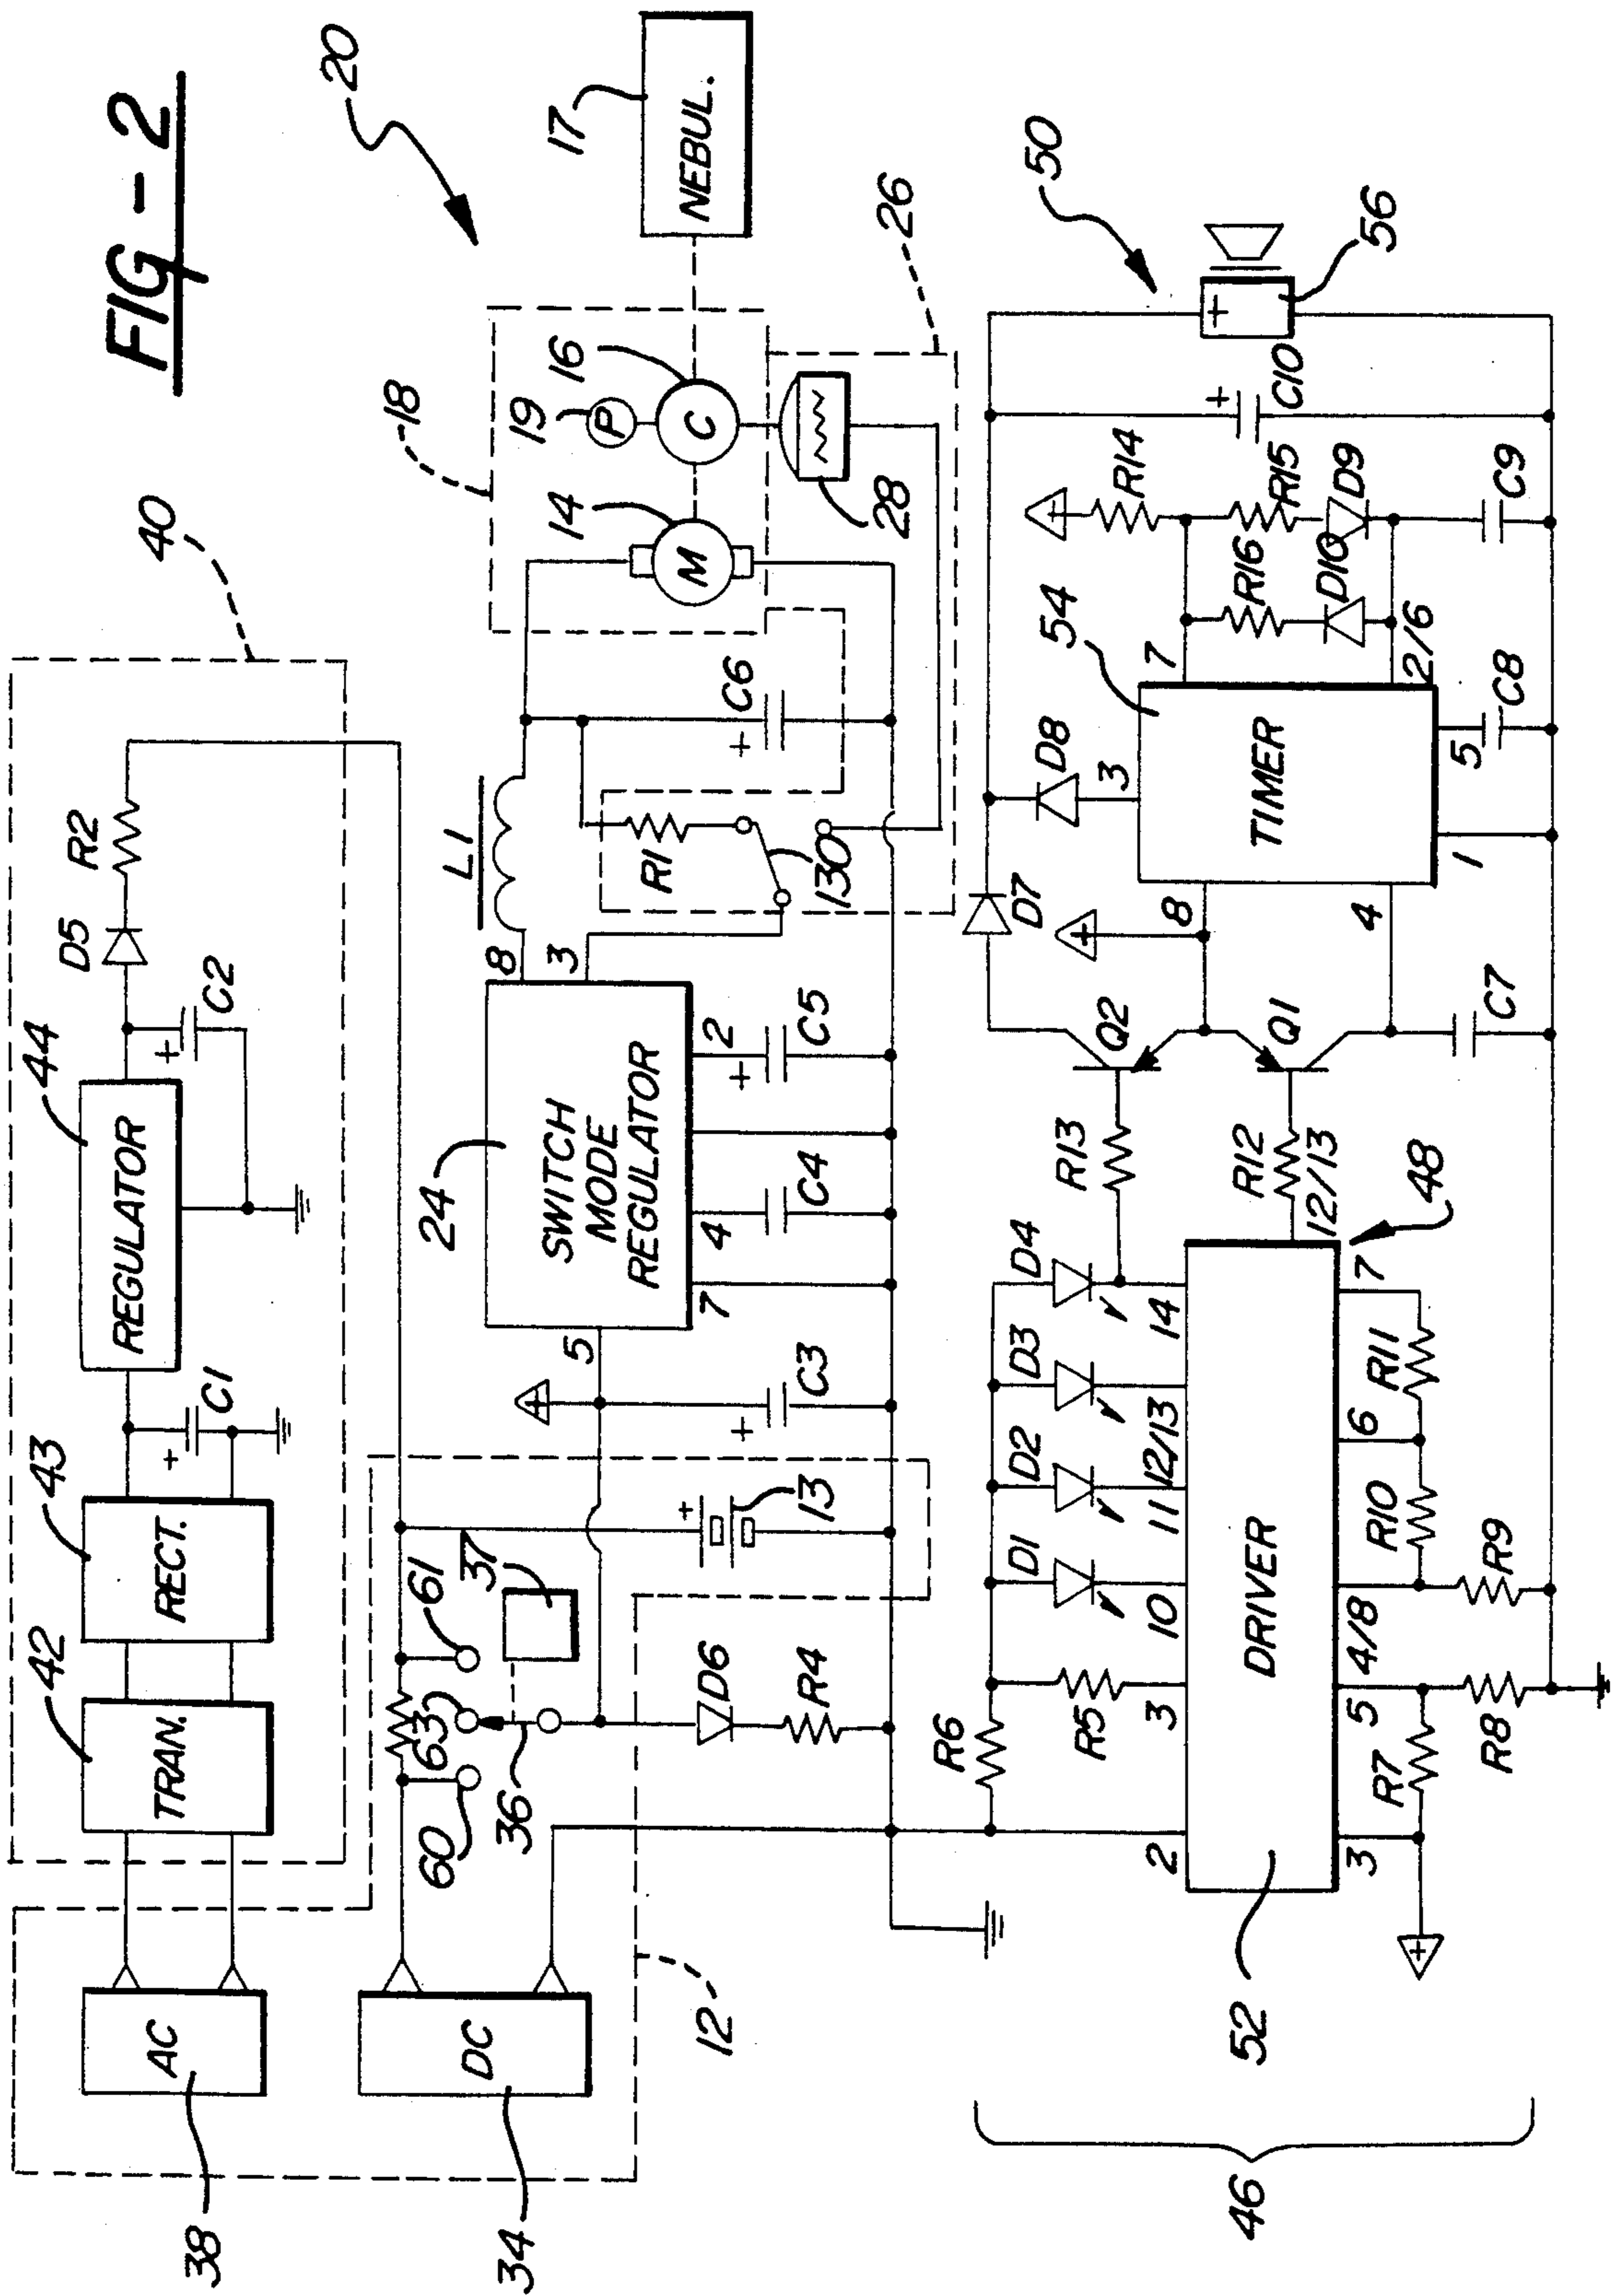 FIG-2
40
20
38
AC
42
TRAN.
43
RECT.
C1
44
REGULATOR
C2
D5
R2
34
DC
12
60
63
61
36
37
13
D6
R4
C3
5
7
4
C4
2
C5
24
SWITCH
MODE
REGULATOR
8
3
L1
R1
130
C6
18
14
M
19
P
16
C
17
NEBUL.
28
26
46
52
DRIVER
48
R6
R5
D1
D2
D3
D4
2
3
10
11
12/13
14
3
5
4/8
6
7
R7
R8
R9
R10
R11
R12
12/13
R13
Q2
Q1
C7
D7
D8
54
TIMER
8
4
3
7
1
5
2/6
C8
R14
R16
R15
D10
D9
C9
C10
50
56